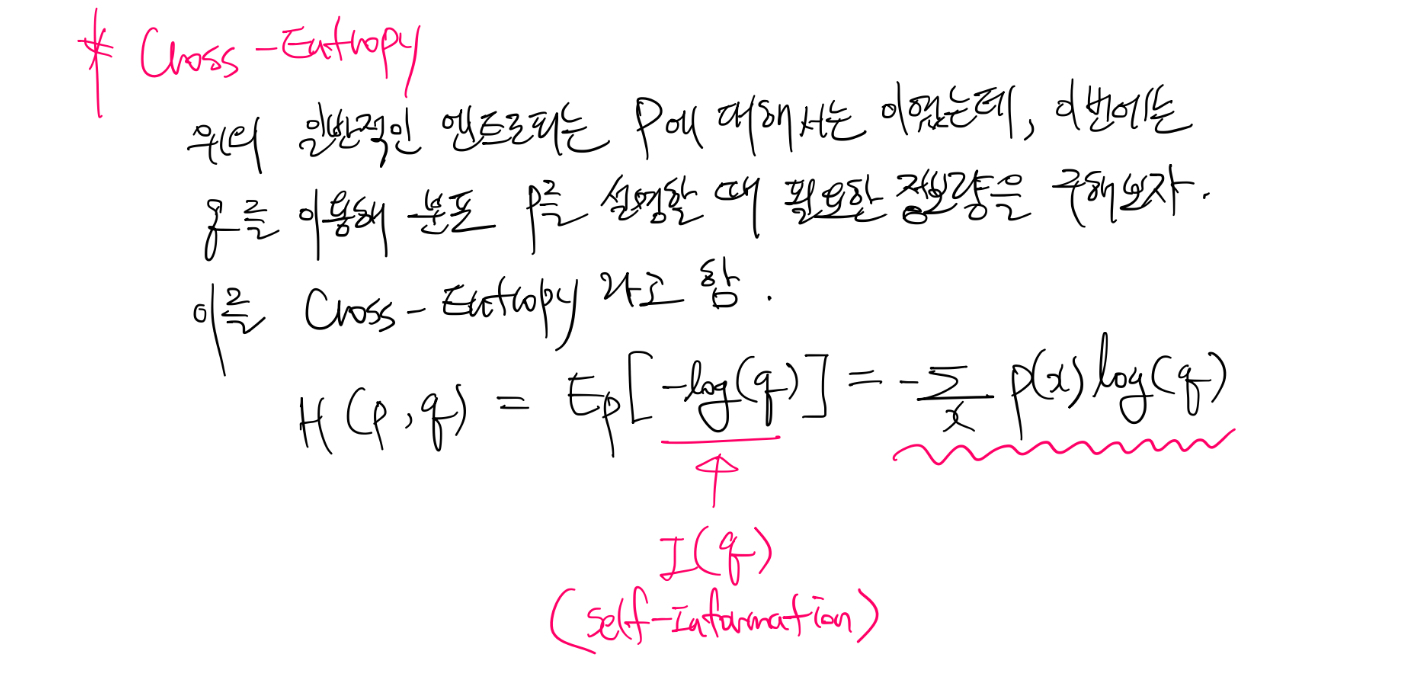 * Cross-Entropy
위의 일반적인 엔트로피는 P에 대해서는 이었는데, 이번에는
q를 이용해 분포 P를 설명할 때 필요한 정보량을 구해보자.
이를 Cross-Entropy 라고 함.
H(P,q) = Ep[-log(q)] = -∑x p(x)log(q)
↑
I(q)
(self-Information)